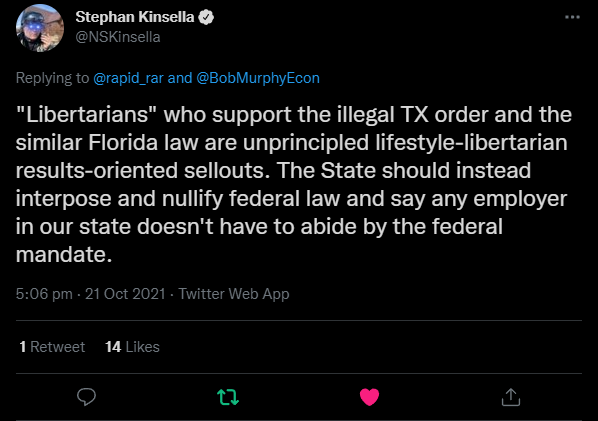 Stephan Kinsella
@NSKinsella
Replying to @rapid_rar and @BobMurphyEcon
"Libertarians" who support the illegal TX order and the
similar Florida law are unprincipled lifestyle-libertarian
results-oriented sellouts. The State should instead
interpose and nullify federal law and say any employer
in our state doesn't have to abide by the federal
mandate.
5:06 pm · 21 Oct 2021 · Twitter Web App
1 Retweet 14 Likes